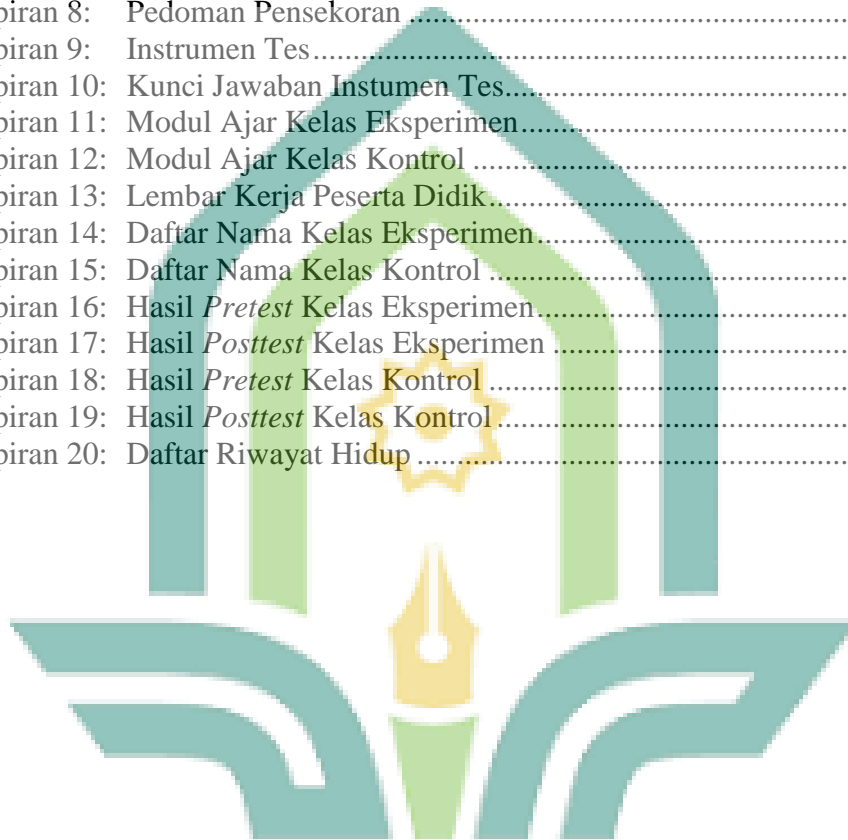 piran 8: Pedoman Pensekoran ........................................................
piran 9: Instrumen Tes....................................................................
piran 10: Kunci Jawaban Instumen Tes...........................................
piran 11: Modul Ajar Kelas Eksperimen.........................................
piran 12: Modul Ajar Kelas Kontrol ...............................................
piran 13: Lembar Kerja Peserta Didik.............................................
piran 14: Daftar Nama Kelas Eksperimen.......................................
piran 15: Daftar Nama Kelas Kontrol .............................................
piran 16: Hasil Pretest Kelas Eksperimen.......................................
piran 17: Hasil Posttest Kelas Eksperimen .....................................
piran 18: Hasil Pretest Kelas Kontrol .............................................
piran 19: Hasil Posttest Kelas Kontrol............................................
piran 20: Daftar Riwayat Hidup .......................................................